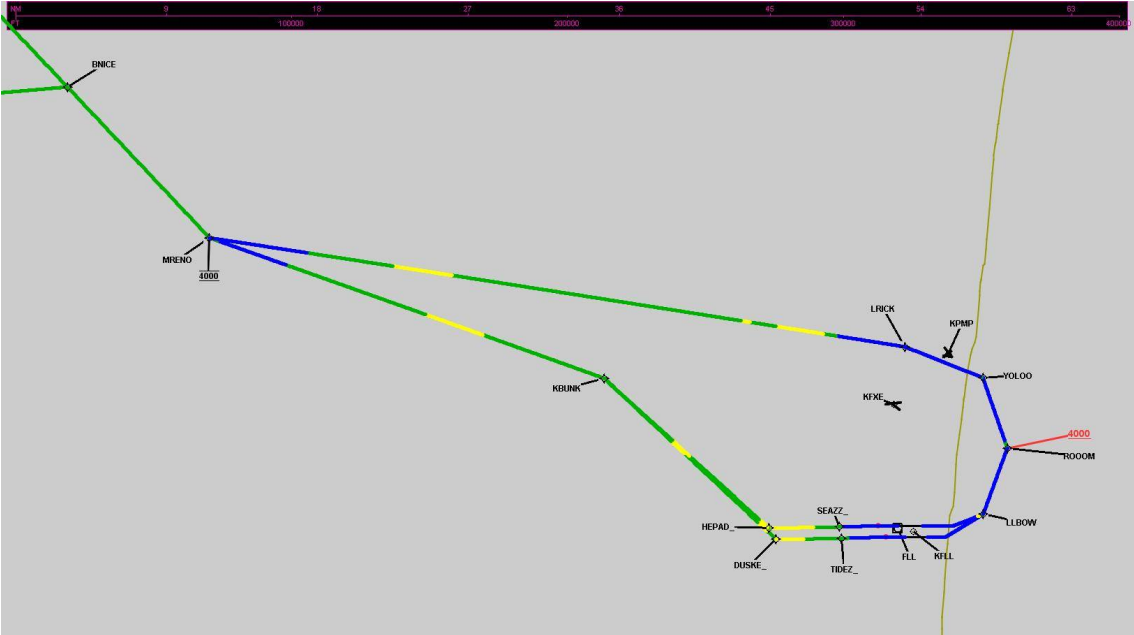 NM 9 18 27 36 45 54 63
FT 100000 200000 300000 400000
BNICE
MRENO
4000
LRICK
KPMP
YOLOO
KBUNK
KFXE
4000
ROOOM
SEAZZ_
HEPAD_
LLBOW
DUSKE_
TIDEZ_
FLL
KFLL